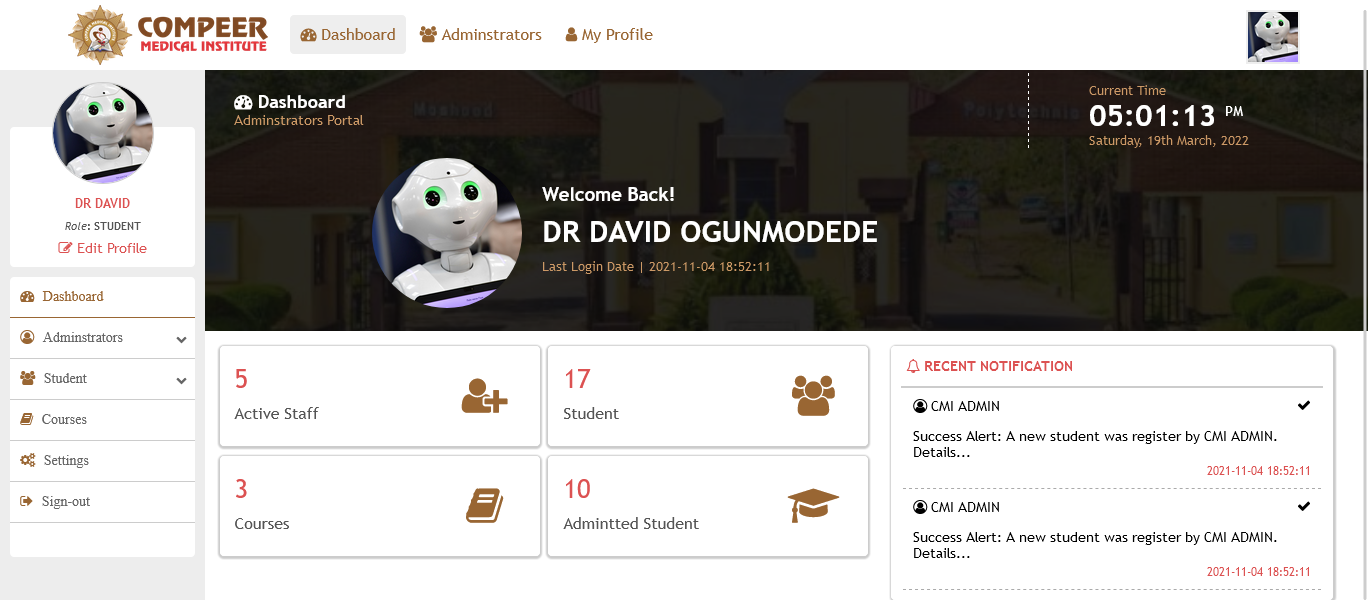 COMPEER
MEDICAL INSTITUTE
Dashboard
Adminstrators
My Profile
DR DAVID
Role: STUDENT
Edit Profile
Dashboard
Adminstrators
Student
Courses
Settings
Sign-out
Dashboard
Adminstrators Portal
Moshood
Polytechnic
Current Time
05:01:13 PM
Saturday, 19th March, 2022
Welcome Back!
DR DAVID OGUNMODEDE
Last Login Date | 2021-11-04 18:52:11
5
Active Staff
17
Student
3
Courses
10
Admintted Student
RECENT NOTIFICATION
CMI ADMIN
Success Alert: A new student was register by CMI ADMIN.
Details...
2021-11-04 18:52:11
CMI ADMIN
Success Alert: A new student was register by CMI ADMIN.
Details...
2021-11-04 18:52:11